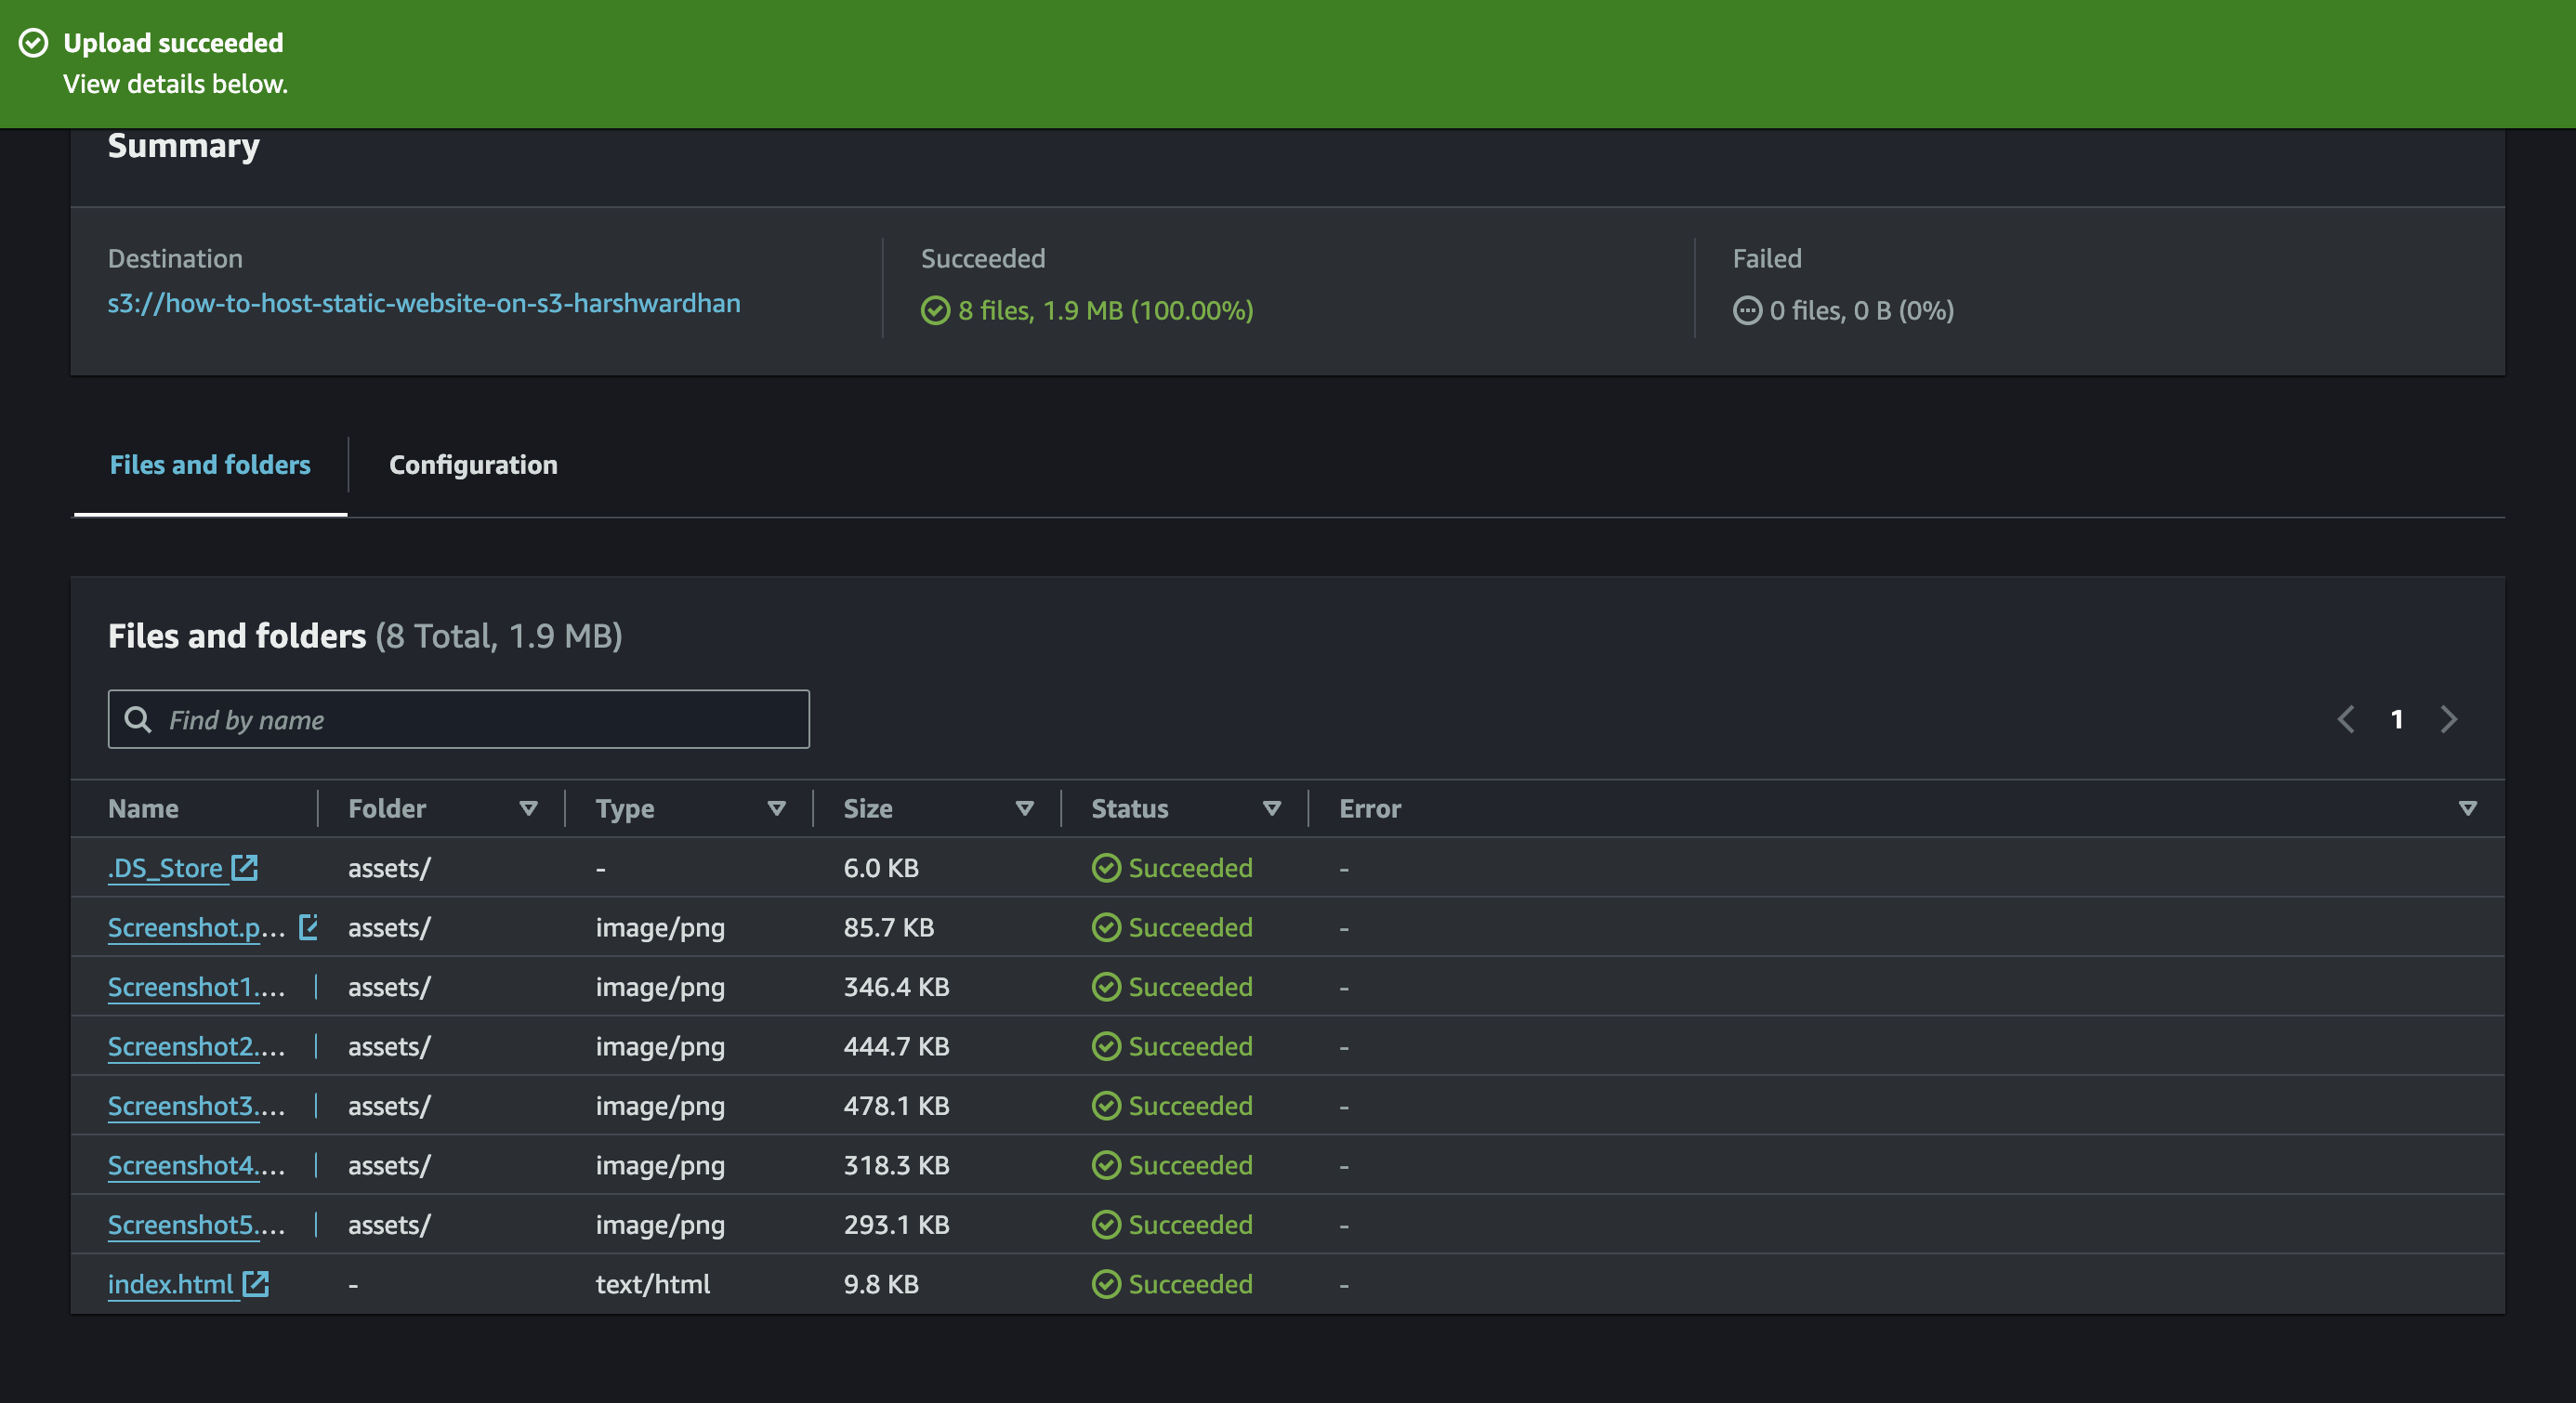 Upload succeeded
View details below.
Summary
Destination
s3://how-to-host-static-website-on-s3-harshwardhan
Succeeded
8 files, 1.9 MB (100.00%)
Failed
0 files, 0 B (0%)
Files and folders
Configuration
Files and folders (8 Total, 1.9 MB)
Find by name
1
Name Folder Type Size Status Error
.DS_Store assets/ - 6.0 KB Succeeded -
Screenshot.p... assets/ image/png 85.7 KB Succeeded -
Screenshot1.... assets/ image/png 346.4 KB Succeeded -
Screenshot2.... assets/ image/png 444.7 KB Succeeded -
Screenshot3.... assets/ image/png 478.1 KB Succeeded -
Screenshot4.... assets/ image/png 318.3 KB Succeeded -
Screenshot5.... assets/ image/png 293.1 KB Succeeded -
index.html - text/html 9.8 KB Succeeded -